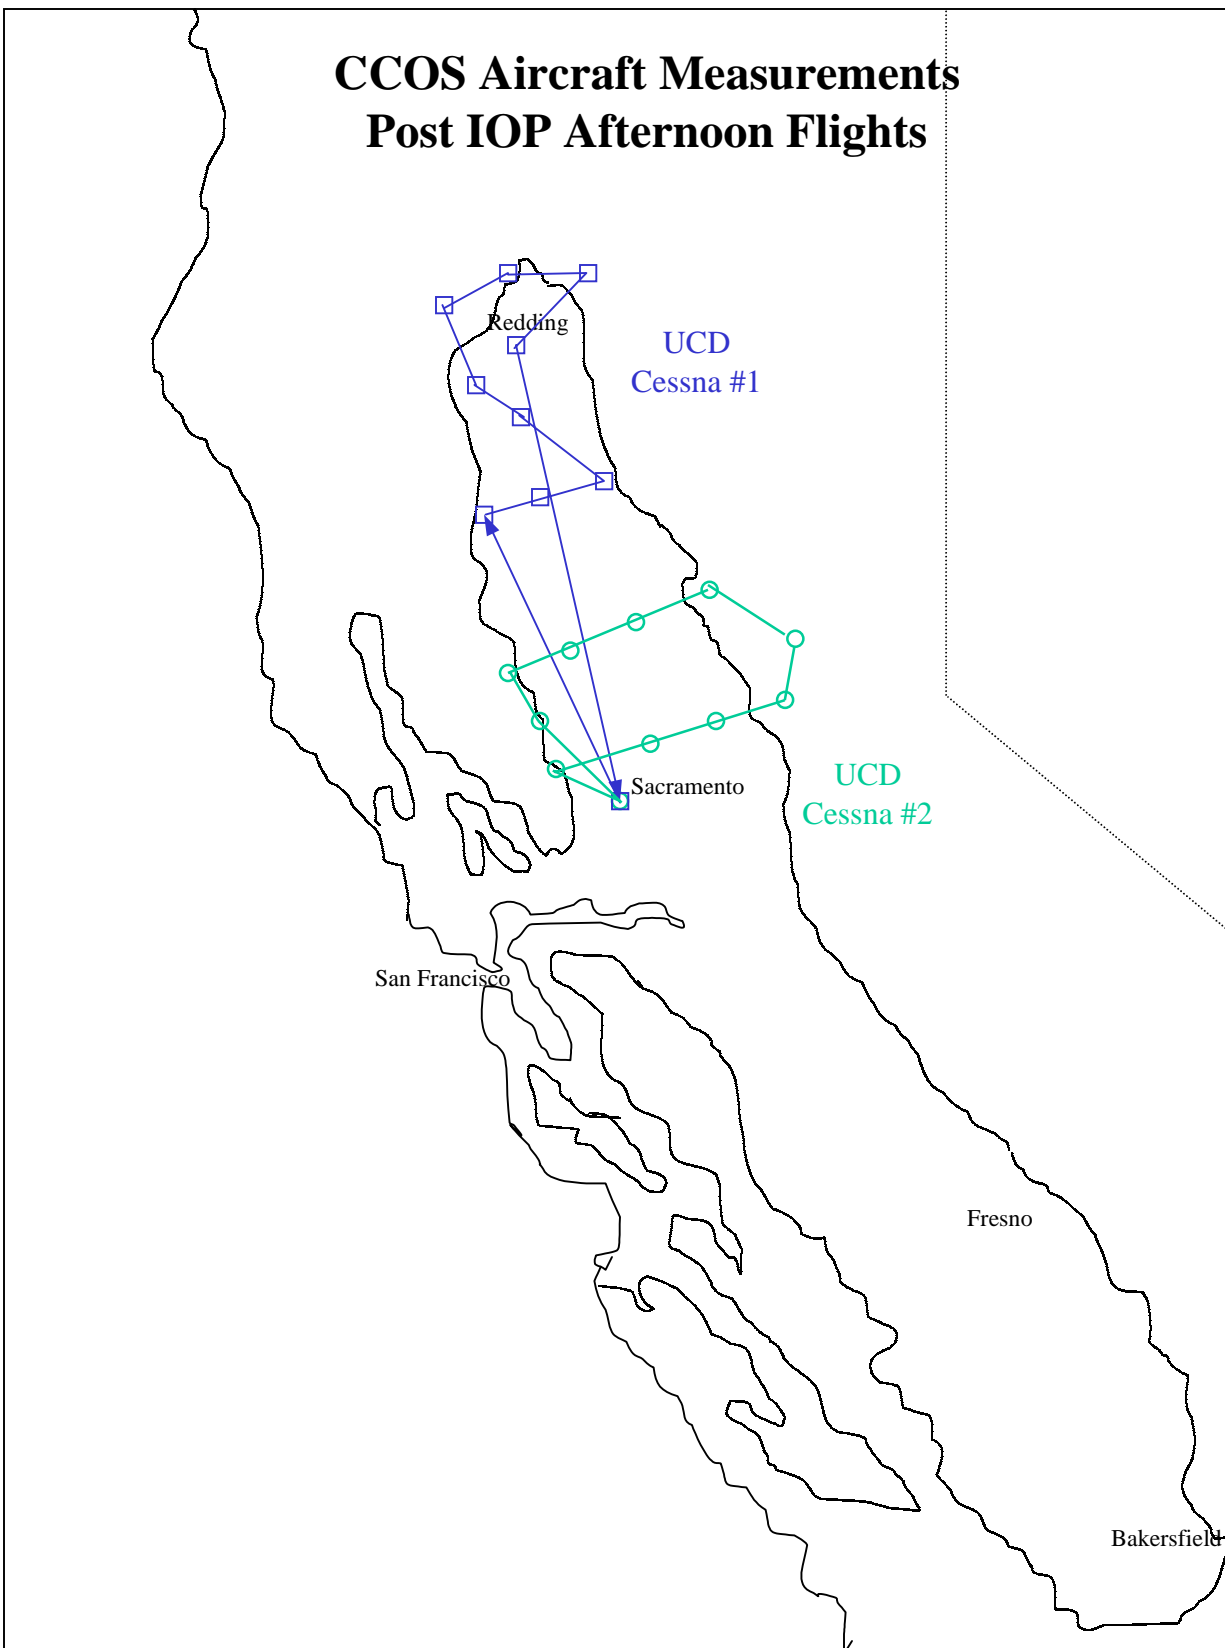 CCOS Aircraft Measurements
Post IOP Afternoon Flights
Redding
UCD
Cessna #1
Sacramento
UCD
Cessna #2
San Francisco
Fresno
Bakersfield